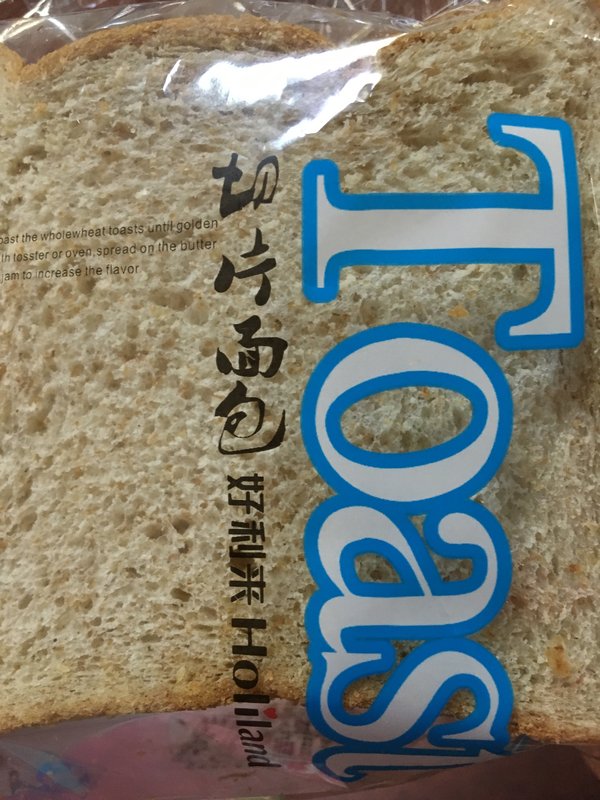 Toast
切片面包 好利来 Holiland
oast the wholewheat toasts until golden
th tosster or oven,spread on the butter
jam to increase the flavor